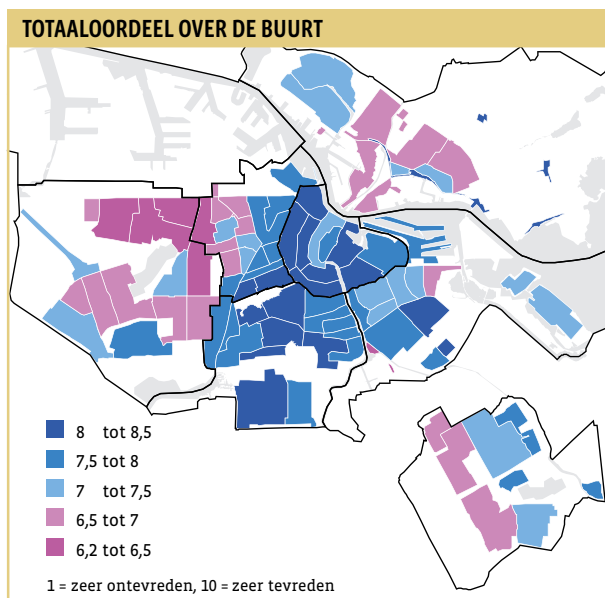 TOTAALOORDEEL OVER DE BUURT
8 tot 8,5
7,5 tot 8
7 tot 7,5
6,5 tot 7
6,2 tot 6,5
1 = zeer ontevreden, 10 = zeer tevreden